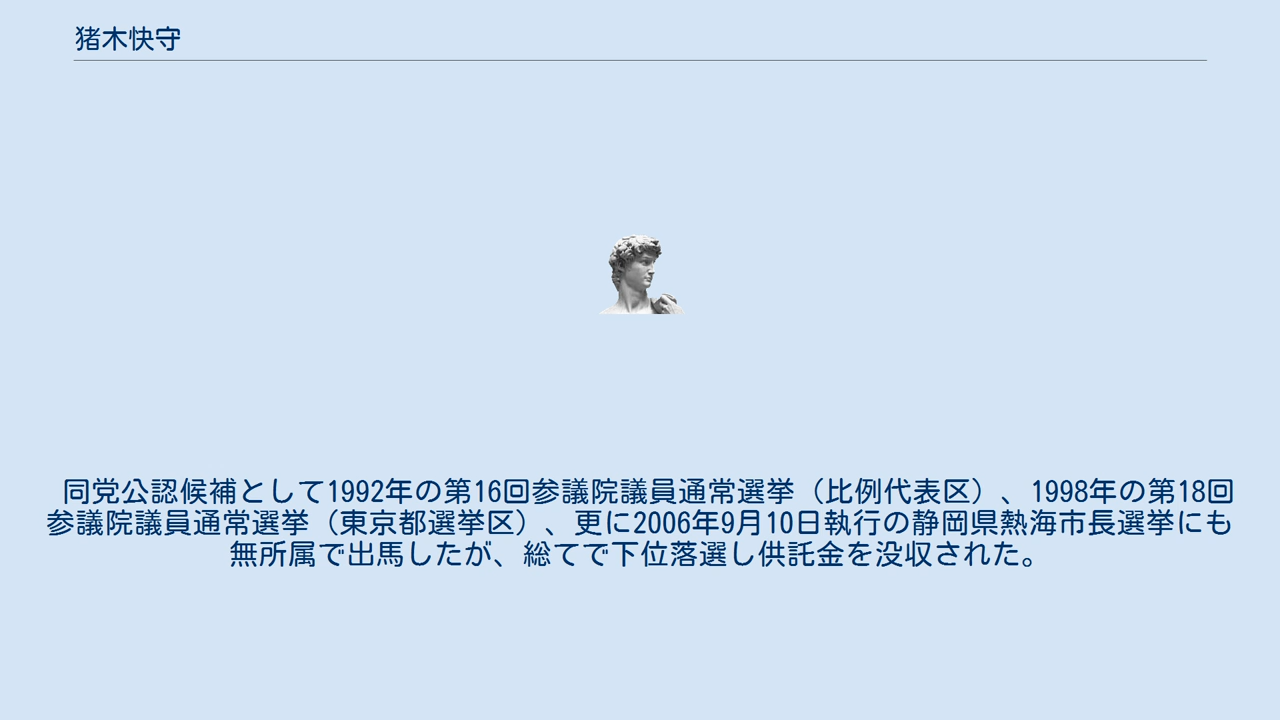 猪木快守
同党公認候補として1992年の第16回参議院議員通常選挙（比例代表区）、1998年の第18回
参議院議員通常選挙（東京都選挙区）、更に2006年9月10日執行の静岡県熱海市長選挙にも
無所属で出馬したが、総てで下位落選し供託金を没収された。